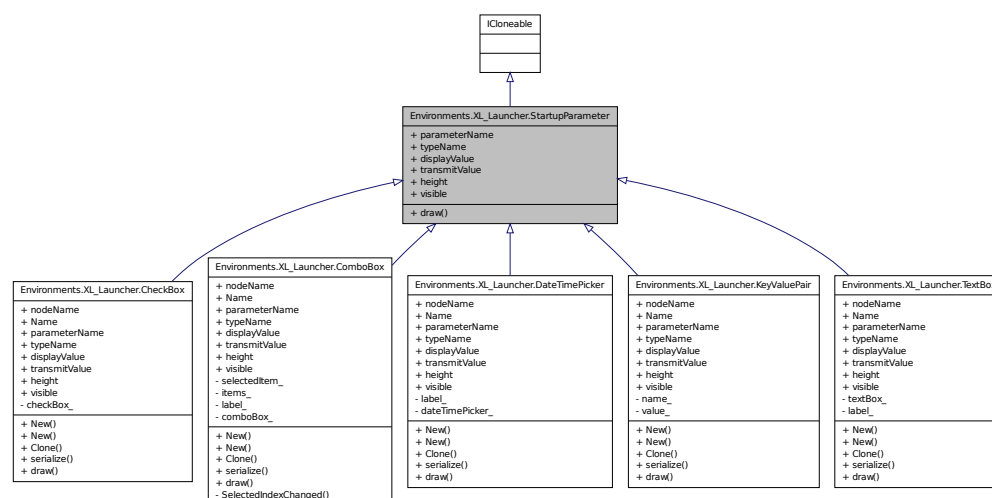 ICloneable
Environments.XL_Launcher.StartupParameter
+ parameterName
+ typeName
+ displayValue
+ transmitValue
+ height
+ visible
+ draw()
Environments.XL_Launcher.CheckBox
+ nodeName
+ Name
+ parameterName
+ typeName
+ displayValue
+ transmitValue
+ height
+ visible
- checkBox_
+ New()
+ New()
+ Clone()
+ serialize()
+ draw()
Environments.XL_Launcher.ComboBox
+ nodeName
+ Name
+ parameterName
+ typeName
+ displayValue
+ transmitValue
+ height
+ visible
- selectedItem_
- items_
- label_
- comboBox_
+ New()
+ New()
+ Clone()
+ serialize()
+ draw()
- SelectedIndexChanged()
Environments.XL_Launcher.DateTimePicker
+ nodeName
+ Name
+ parameterName
+ typeName
+ displayValue
+ transmitValue
+ height
+ visible
- label_
- dateTimePicker_
+ New()
+ New()
+ Clone()
+ serialize()
+ draw()
Environments.XL_Launcher.KeyValuePair
+ nodeName
+ Name
+ parameterName
+ typeName
+ displayValue
+ transmitValue
+ height
+ visible
- name_
- value_
+ New()
+ New()
+ Clone()
+ serialize()
+ draw()
Environments.XL_Launcher.TextBo
+ nodeName
+ Name
+ parameterName
+ typeName
+ displayValue
+ transmitValue
+ height
+ visible
- textBox_
- label_
+ New()
+ New()
+ Clone()
+ serialize()
+ draw()